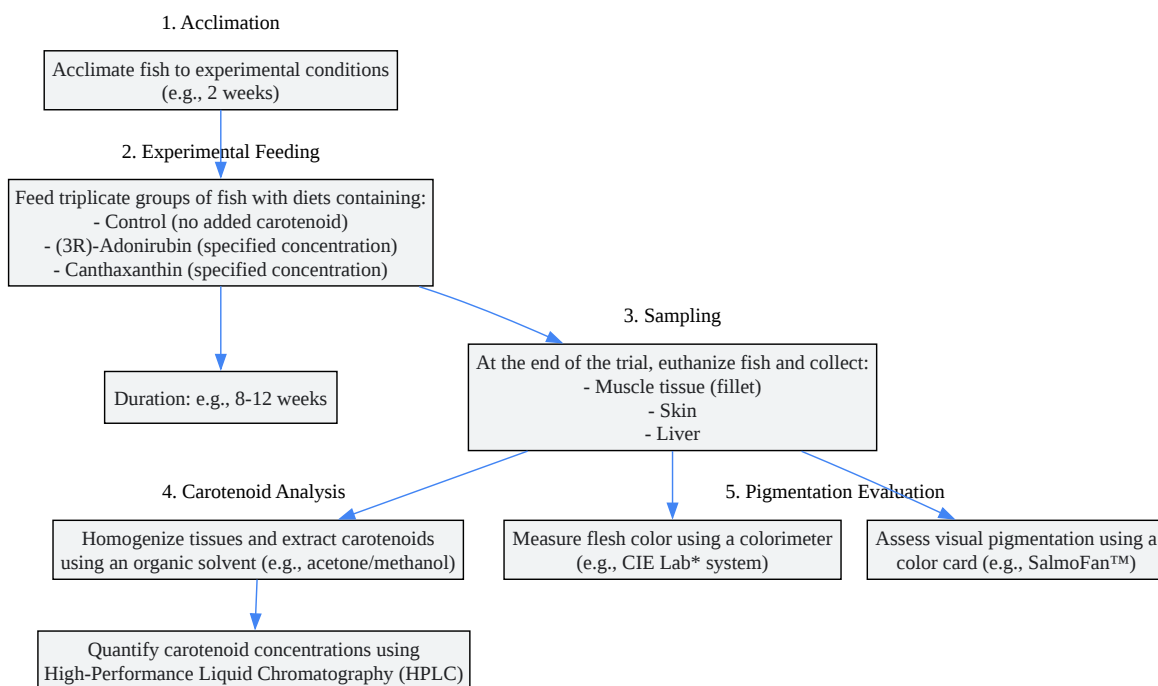 1. Acclimation
Acclimate fish to experimental conditions
(e.g., 2 weeks)
2. Experimental Feeding
Feed triplicate groups of fish with diets containing:
- Control (no added carotenoid)
- (3R)-Adonirubin (specified concentration)
- Canthaxanthin (specified concentration)
Duration: e.g., 8-12 weeks
3. Sampling
At the end of the trial, euthanize fish and collect:
- Muscle tissue (fillet)
- Skin
- Liver
4. Carotenoid Analysis
Homogenize tissues and extract carotenoids
using an organic solvent (e.g., acetone/methanol)
Quantify carotenoid concentrations using
High-Performance Liquid Chromatography (HPLC)
5. Pigmentation Evaluation
Measure flesh color using a colorimeter
(e.g., CIE Lab* system)
Assess visual pigmentation using a
color card (e.g., SalmoFan™)